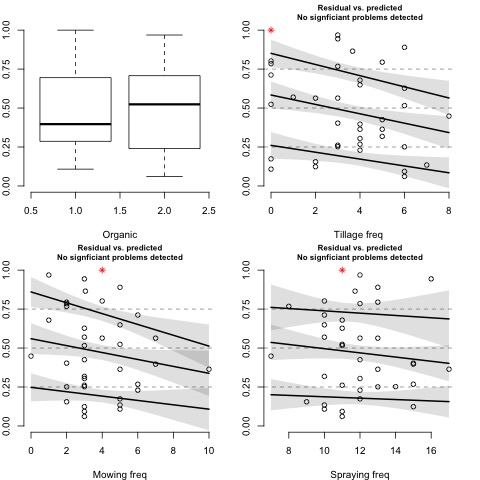 0.00 0.25 0.50 0.75 1.00
0.5 1.0 1.5 2.0 2.5
Organic
Residual vs. predicted
No signficiant problems detected
0.00 0.25 0.50 0.75 1.00
0 2 4 6 8
Tillage freq
Residual vs. predicted
No signficiant problems detected
0.00 0.25 0.50 0.75 1.00
0 2 4 6 8 10
Mowing freq
Residual vs. predicted
No signficiant problems detected
0.00 0.25 0.50 0.75 1.00
8 10 12 14 16
Spraying freq